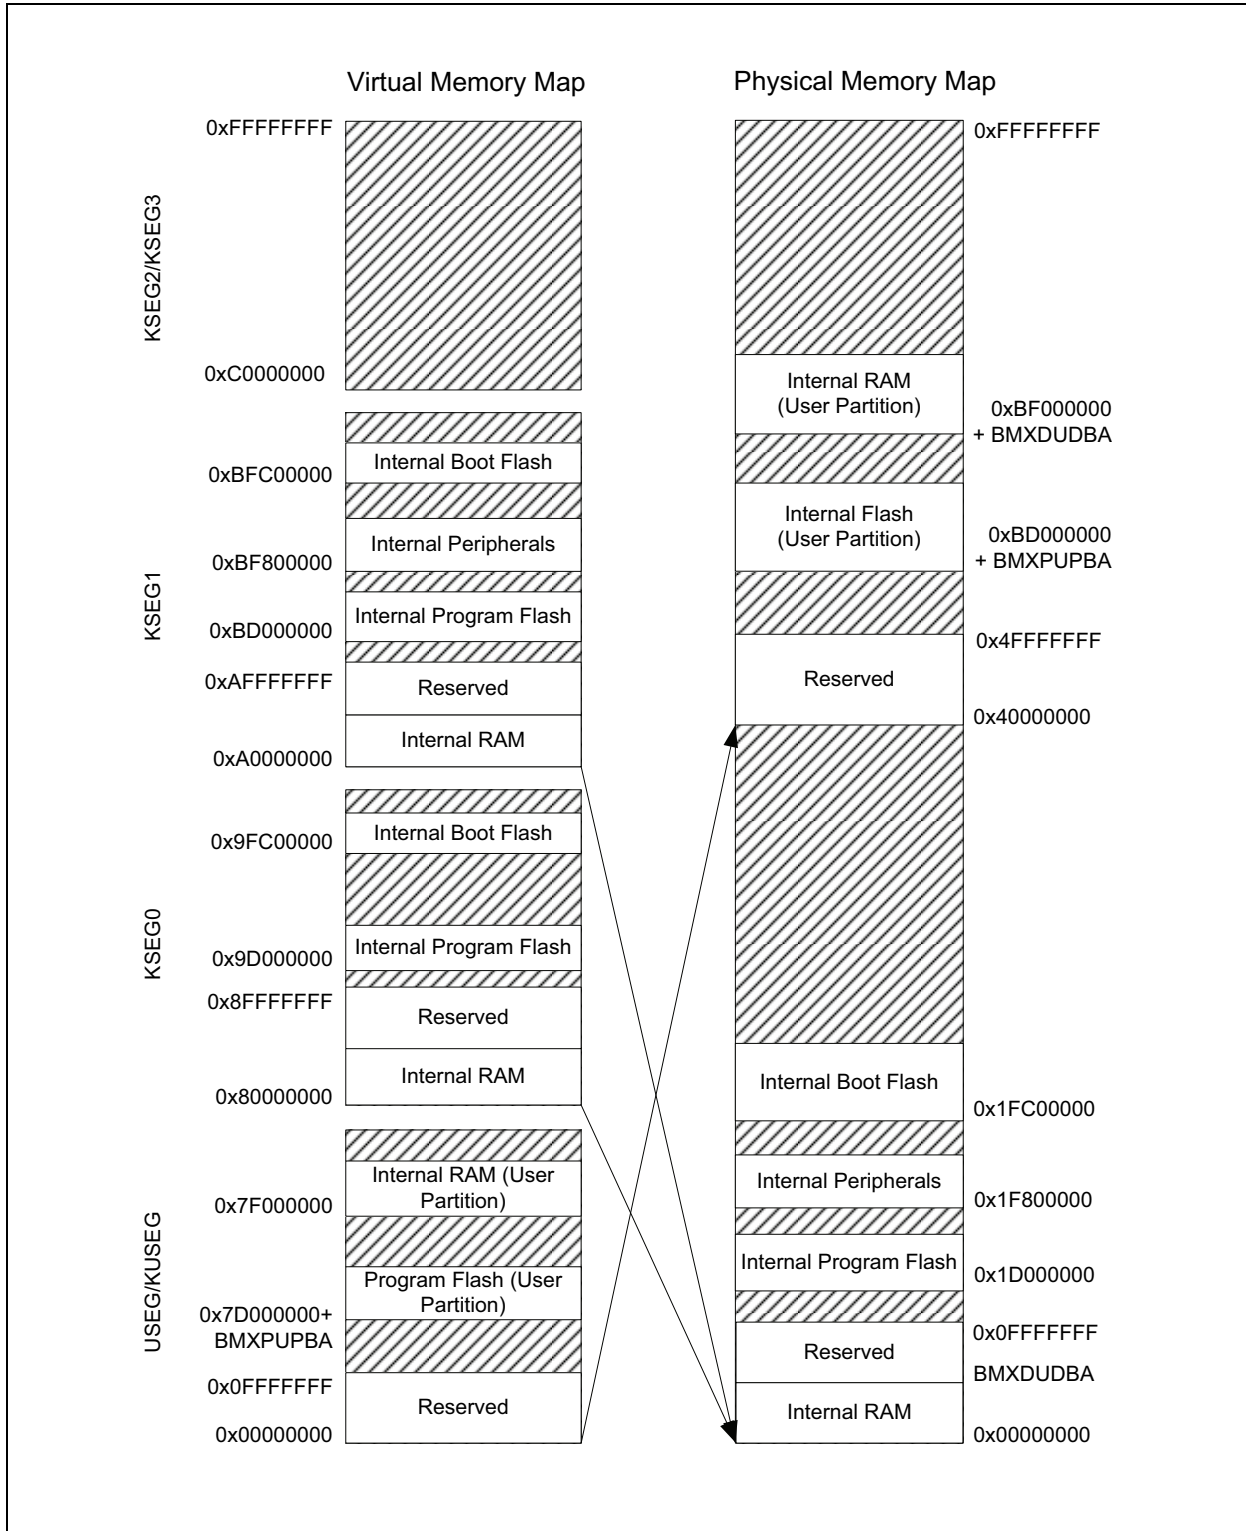 Virtual Memory Map
Physical Memory Map
KSEG2/KSEG3
0xFFFFFFFF
0xC0000000
KSEG1
Internal Boot Flash
0xBFC00000
Internal Peripherals
0xBF800000
Internal Program Flash
0xBD000000
0xAFFFFFFF
Reserved
Internal RAM
0xA0000000
KSEG0
Internal Boot Flash
0x9FC00000
Internal Program Flash
0x9D000000
0x8FFFFFFF
Reserved
Internal RAM
0x80000000
USEG/KUSEG
Internal RAM (User
Partition)
0x7F000000
Program Flash (User
Partition)
0x7D000000+
BMXPUPBA
0x0FFFFFFF
Reserved
0x00000000
0xFFFFFFFF
Internal RAM
(User Partition)
0xBF000000
+ BMXDUDBA
Internal Flash
(User Partition)
0xBD000000
+ BMXPUPBA
0x4FFFFFFF
Reserved
0x40000000
Internal Boot Flash
0x1FC00000
Internal Peripherals
0x1F800000
Internal Program Flash
0x1D000000
0x0FFFFFFF
Reserved
BMXDUDBA
Internal RAM
0x00000000